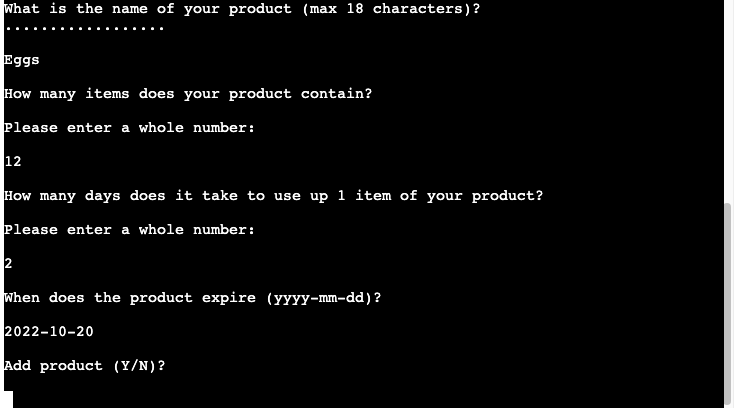 What is the name of your product (max 18 characters)?
..................
Eggs
How many items does your product contain?
Please enter a whole number:
12
How many days does it take to use up 1 item of your product?
Please enter a whole number:
2
When does the product expire (yyyy-mm-dd)?
2022-10-20
Add product (Y/N)?